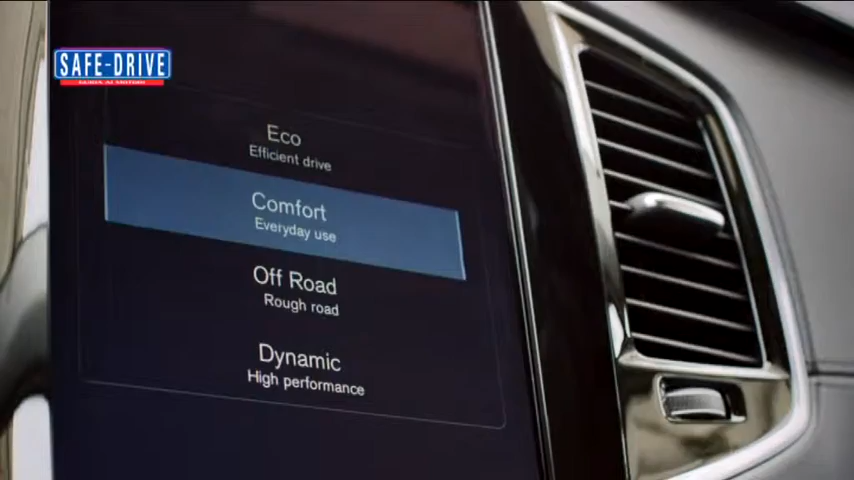 SAFE-DRIVE
Eco
Efficient drive
Comfort
Everyday use
Off Road
Rough road
Dynamic
High performance